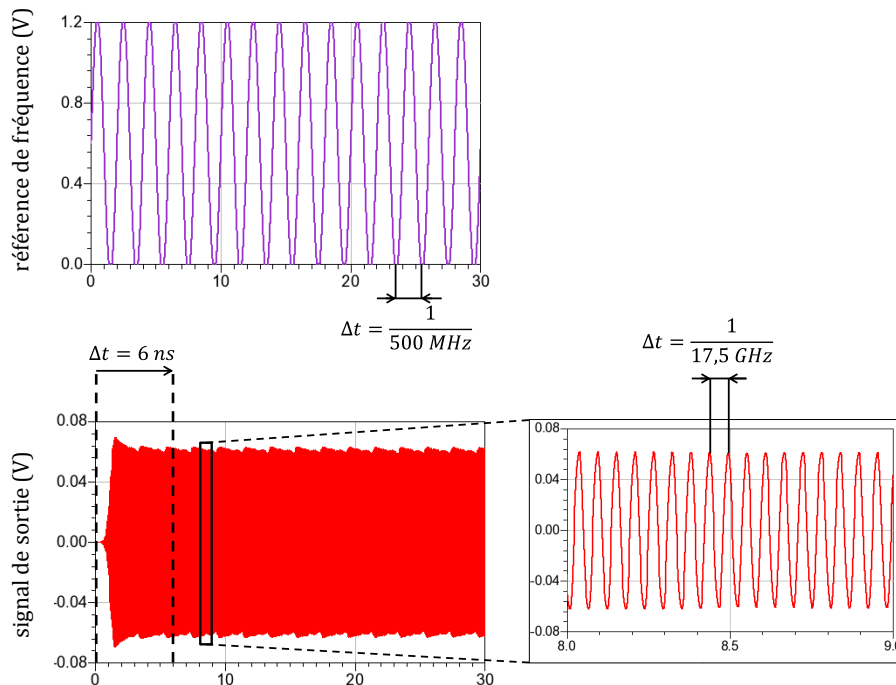 référence de fréquence (V)
1.2
0.8
0.4
0.0
0 10 20 30
Δt = 1 / 500 MHz
Δt = 1 / 17,5 GHz
Δt = 6 ns
signal de sortie (V)
0.08
0.04
0.00
-0.04
-0.08
0 10 20 30
0.08
0.04
0.00
-0.04
-0.08
8.0 8.5 9.0